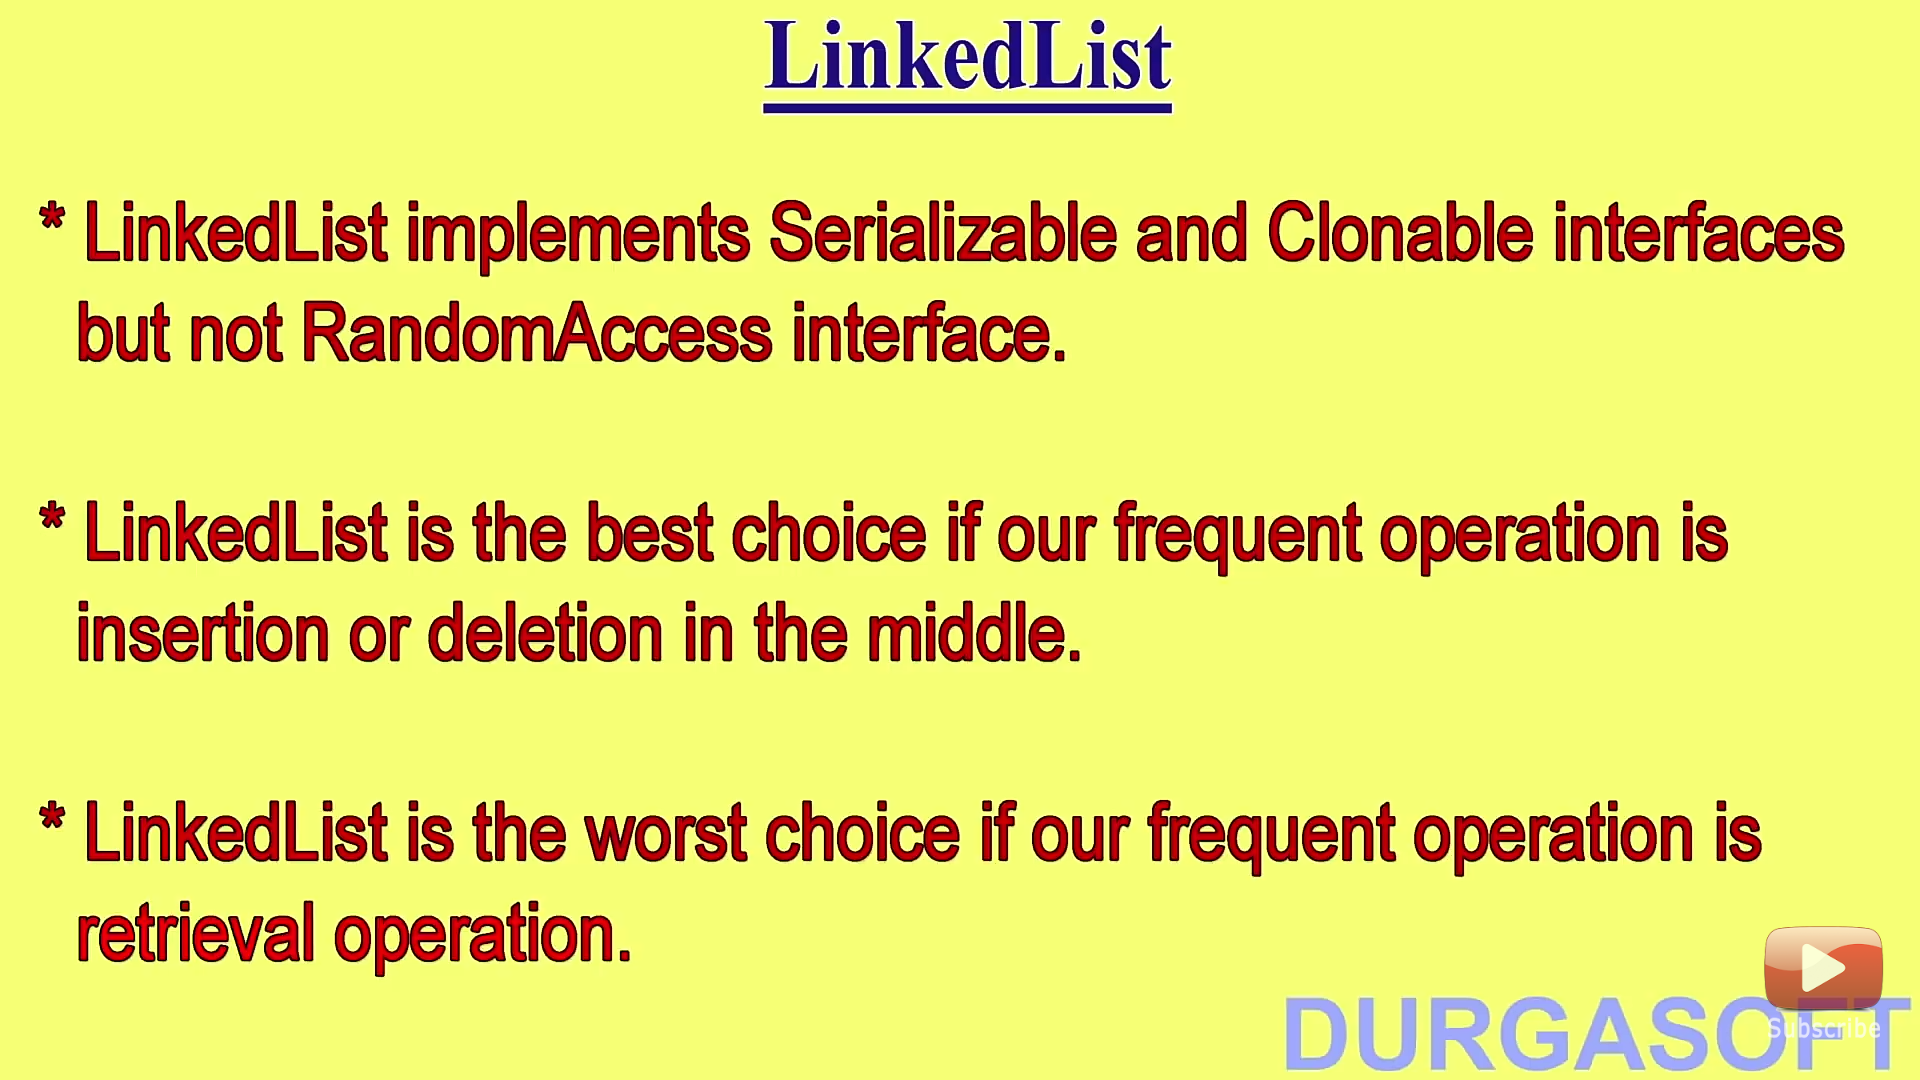 LinkedList
* LinkedList implements Serializable and Clonable interfaces
but not RandomAccess interface.
* LinkedList is the best choice if our frequent operation is
insertion or deletion in the middle.
* LinkedList is the worst choice if our frequent operation is
retrieval operation.
DURGASOFT
Subscribe